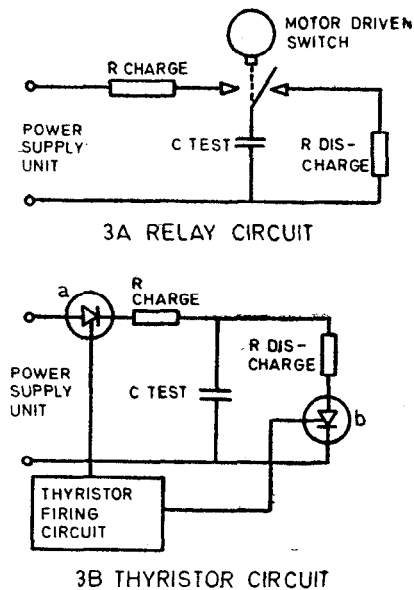 MOTOR DRIVEN
SWITCH
R CHARGE
POWER
SUPPLY
UNIT
C TEST
R DIS-
CHARGE
3A RELAY CIRCUIT
a
R
CHARGE
R DIS-
CHARGE
POWER
SUPPLY
UNIT
C TEST
b
THYRISTOR
FIRING
CIRCUIT
3B THYRISTOR CIRCUIT